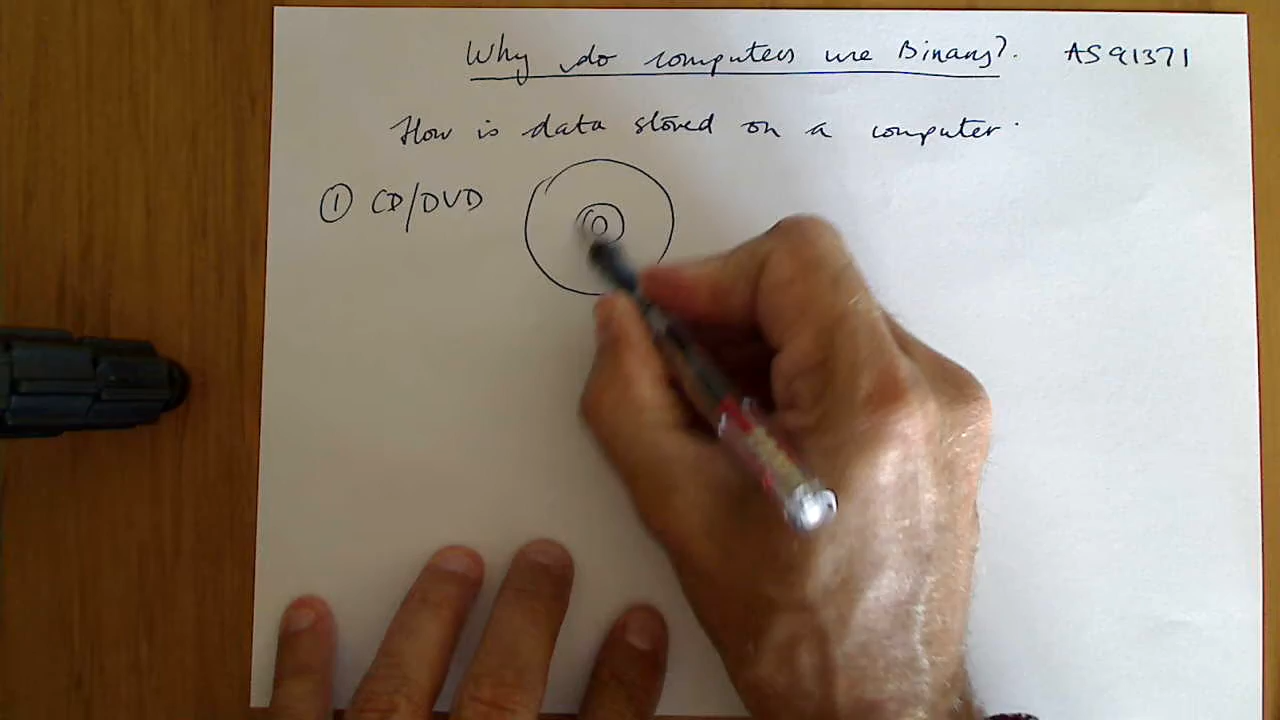 Why do computers use Binary?. AS91371
How is data stored on a computer.
① CD/DVD